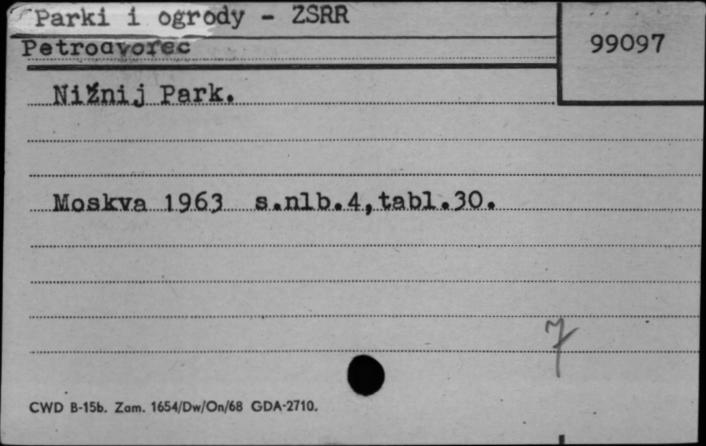 Parki i ogrody - ZSRR
99097
Petrodvorec
Nižnij Park.
Moskva 1963 s.nlb.4,tabl.30.
7
CWD B-15b. Zam. 1654/Dw/On/68 GDA-2710.